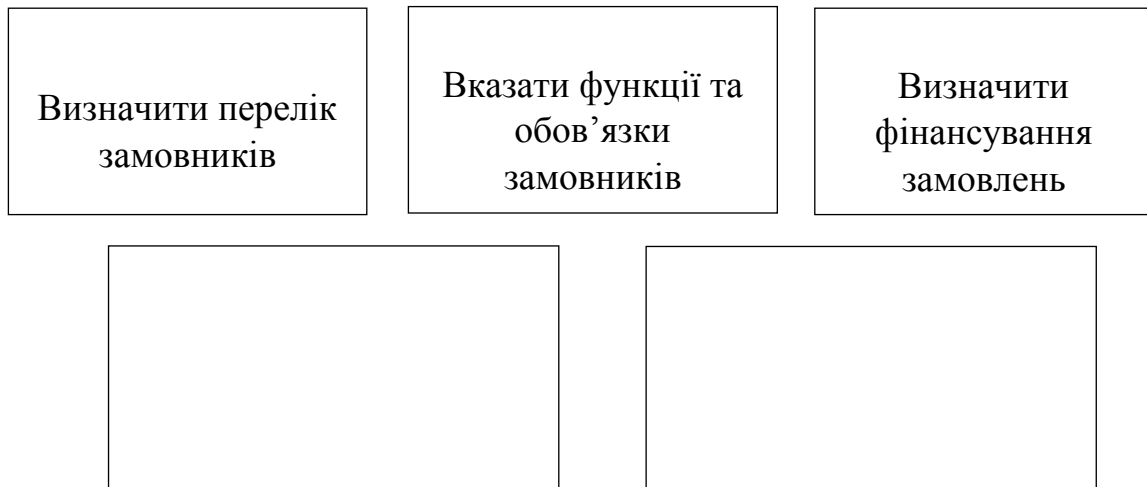 Визначити перелік
замовників
Вказати функції та
обов’язки
замовників
Визначити
фінансування
замовлень